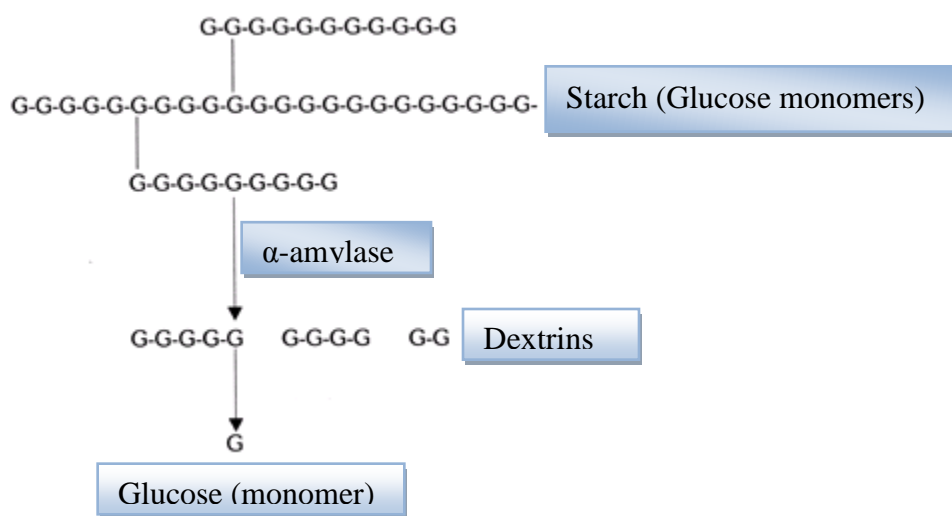 G-G-G-G-G-G-G-G-G-G-G
G-G-G-G-G-G-G-G-G-G-G-G-G-G-G-G-G-G-G-G-G-G- Starch (Glucose monomers)
G-G-G-G-G-G-G-G-G
α-amylase
G-G-G-G-G G-G-G-G G-G Dextrins
G
Glucose (monomer)